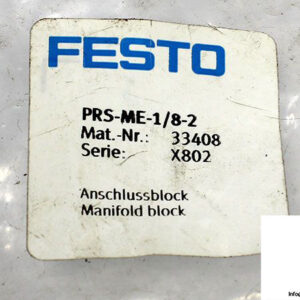 FESTO
PRS-ME-1/8-2
Mat.-Nr.: 33408
Serie: X802
Anschlussblock
Manifold block